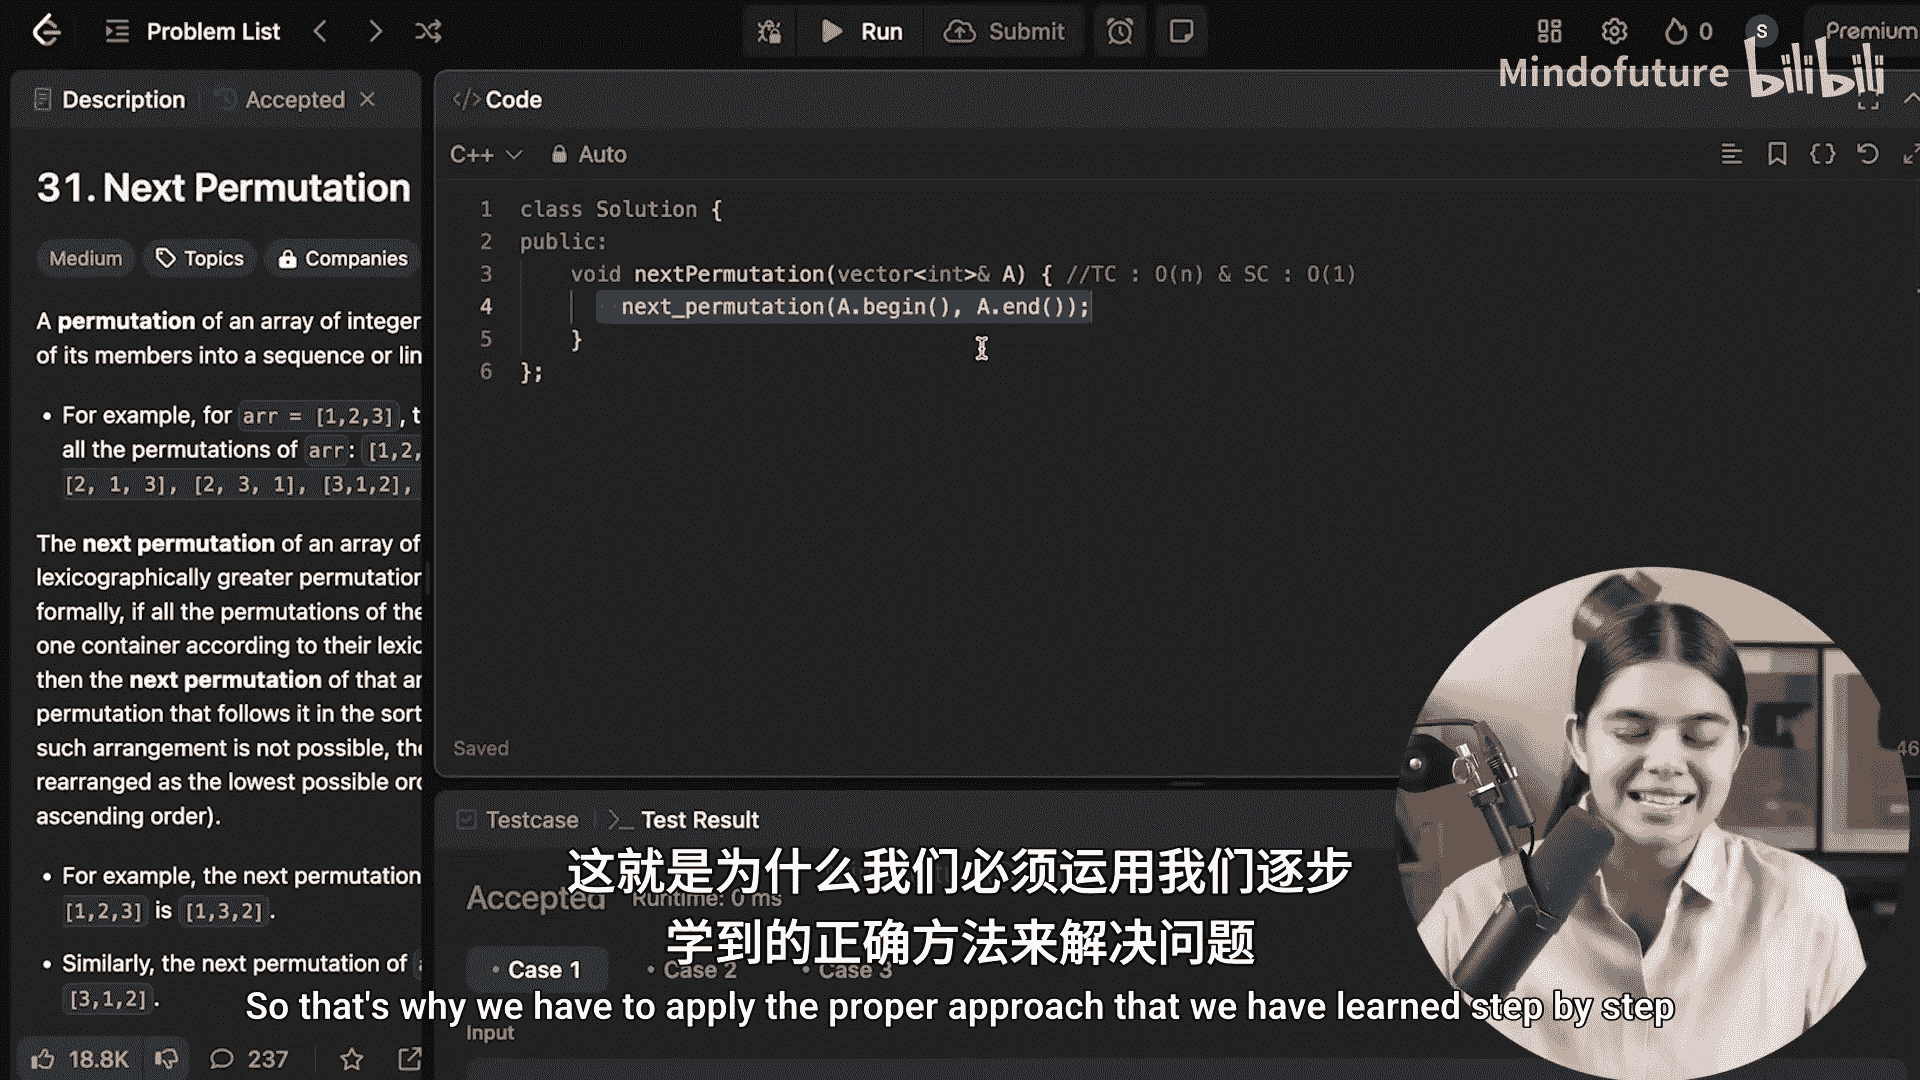 Problem List
Run
Submit
0
S
Premium
Mindofuture bilibili
Description
Accepted
31. Next Permutation
Medium
Topics
Companies
A permutation of an array of integer
of its members into a sequence or lin
• For example, for arr = [1,2,3], t
all the permutations of arr: [1,2,
[2, 1, 3], [2, 3, 1], [3,1,2],
The next permutation of an array of
lexicographically greater permutation
formally, if all the permutations of the
one container according to their lexic
then the next permutation of that ar
permutation that follows it in the sort
such arrangement is not possible, the
rearranged as the lowest possible ord
ascending order).
• For example, the next permutation
[1,2,3] is [1,3,2].
• Similarly, the next permutation of
[3,1,2].
18.8K
237
</> Code
C++
Auto
1 class Solution {
2 public:
3 void nextPermutation(vector<int>& A) { //TC : O(n) & SC : O(1)
4 next_permutation(A.begin(), A.end());
5 }
6 };
Saved
46
Testcase
Test Result
Accepted
Runtime: 0 ms
• Case 1
• Case 2
• Case 3
Input
这就是为什么我们必须运用我们逐步
学到的正确方法来解决问题
So that's why we have to apply the proper approach that we have learned step by step